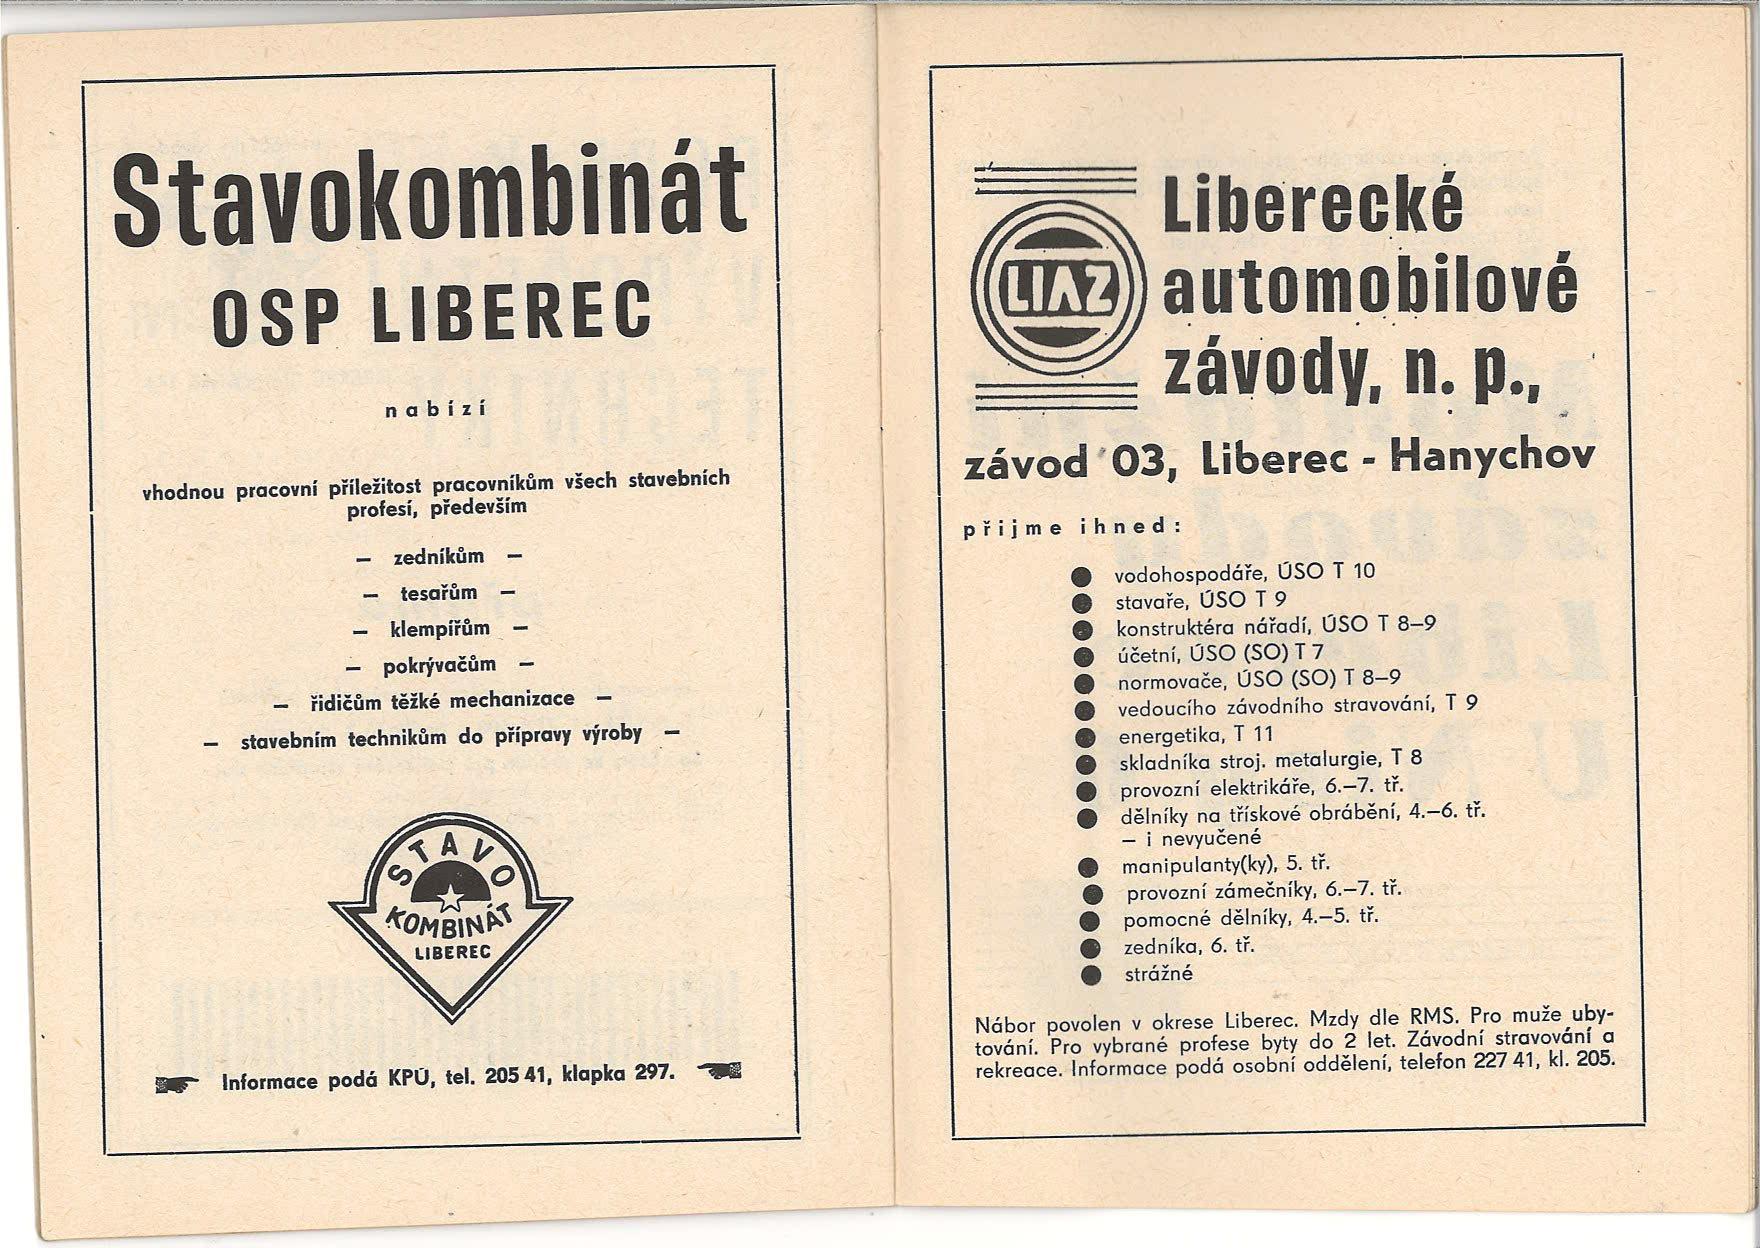 Stavokombinát
OSP LIBEREC
nabízí
vhodnou pracovní příležitost pracovníkům všech stavebních
profesí, především
– zedníkům –
– tesařům –
– klempířům –
– pokrývačům –
– řidičům těžké mechanizace –
– stavebním technikům do přípravy výroby –
STAVO
KOMBINÁT
LIBEREC
Informace podá KPÚ, tel. 205 41, klapka 297.
LIAZ
Liberecké
automobilové
závody, n. p.,
závod 03, Liberec - Hanychov
přijme ihned:
● vodohospodáře, ÚSO T 10
● stavaře, ÚSO T 9
● konstruktéra nářadí, ÚSO T 8–9
● účetní, ÚSO (SO) T 7
● normovače, ÚSO (SO) T 8–9
● vedoucího závodního stravování, T 9
● energetika, T 11
● skladníka stroj. metalurgie, T 8
● provozní elektrikáře, 6.–7. tř.
● dělníky na třískové obrábění, 4.–6. tř.
– i nevyučené
● manipulanty(ky), 5. tř.
● provozní zámečníky, 6.–7. tř.
● pomocné dělníky, 4.–5. tř.
● zedníka, 6. tř.
● strážné
Nábor povolen v okrese Liberec. Mzdy dle RMS. Pro muže uby-
tování. Pro vybrané profese byty do 2 let. Závodní stravování a
rekreace. Informace podá osobní oddělení, telefon 227 41, kl. 205.